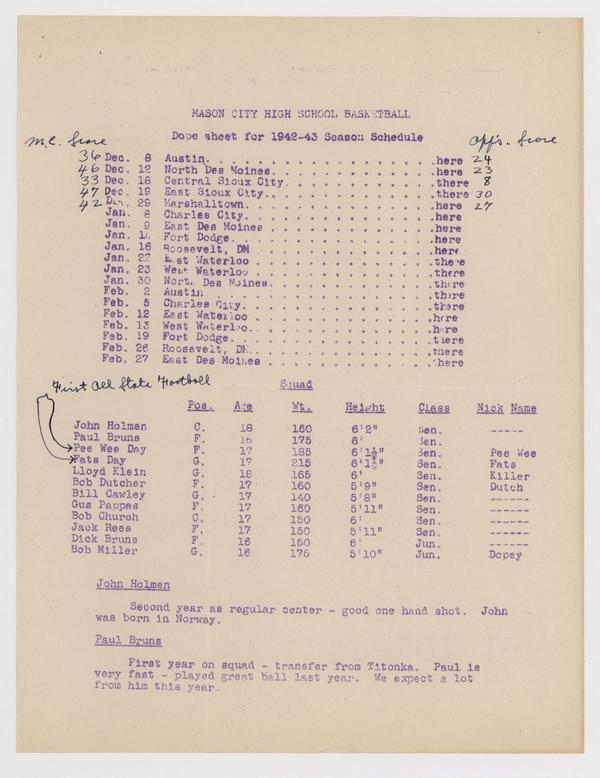 MASON CITY HIGH SCHOOL BASKETBALL
Dope sheet for 1942-43 Season Schedule
M.C. Score
Opp's. Score
36 Dec. 8 Austin. . . . . . . . . . . . . . . . . . .here 24
46 Dec. 12 North Des Moines. . . . . . . . . . . . . .here 23
33 Dec. 18 Central Sioux City. . . . . . . . . . . . .there 8
47 Dec. 19 East Sioux City. . . . . . . . . . . . . . .there 30
42 Dec. 29 Marshalltown. . . . . . . . . . . . . . . .here 27
Jan. 8 Charles City. . . . . . . . . . . . . . . .here
Jan. 9 East Des Moines . . . . . . . . . . . . . .here
Jan. Fort Dodge. . . . . . . . . . . . . . . . .here
Jan. 16 Roosevelt, DM . . . . . . . . . . . . . . .here
Jan. 22 East Waterloo . . . . . . . . . . . . . . .there
Jan. 23 West Waterloo . . . . . . . . . . . . . . .there
Jan. 30 North Des Moines. . . . . . . . . . . . . .there
Feb. 2 Austin . . . . . . . . . . . . . . . . . .there
Feb. 5 Charles City. . . . . . . . . . . . . . . .there
Feb. 12 East Waterloo . . . . . . . . . . . . . . .here
Feb. 13 West Waterloo. . . . . . . . . . . . . . . .here
Feb. 19 Fort Dodge. . . . . . . . . . . . . . . . .there
Feb. 26 Roosevelt, DM. . . . . . . . . . . . . . . .there
Feb. 27 East Des Moines . . . . . . . . . . . . . .here
First All State Football
Squad
Pos. Age Wt. Height Class Nick Name
John Holmen C. 18 160 6'2" Sen. -----
Paul Bruns F. 175 6' Sen.
Pee Wee Day F. 17 185 6'1½" Sen. Pee Wee
Fats Day G. 17 215 6'1½" Sen. Fats
Lloyd Klein G. 18 165 6' Sen. Killer
Bob Dutcher F. 17 160 5'9" Sen. Dutch
Bill Cawley G. 17 140 5'8" Sen. ------
Gus Pappas F. 17 160 5'11" Sen. ------
Bob Church C. 17 150 6' Sen. ------
Jack Rees F. 17 150 5'11" Sen. ------
Dick Bruns F. 16 150 6' Jun. ------
Bob Miller G. 16 175 5'10" Jun. Dopey
John Holmen
Second year as regular center - good one hand shot. John
was born in Norway.
Paul Bruns
First year on squad - transfer from Titonka. Paul is
very fast - played great ball last year. We expect a lot
from him this year.